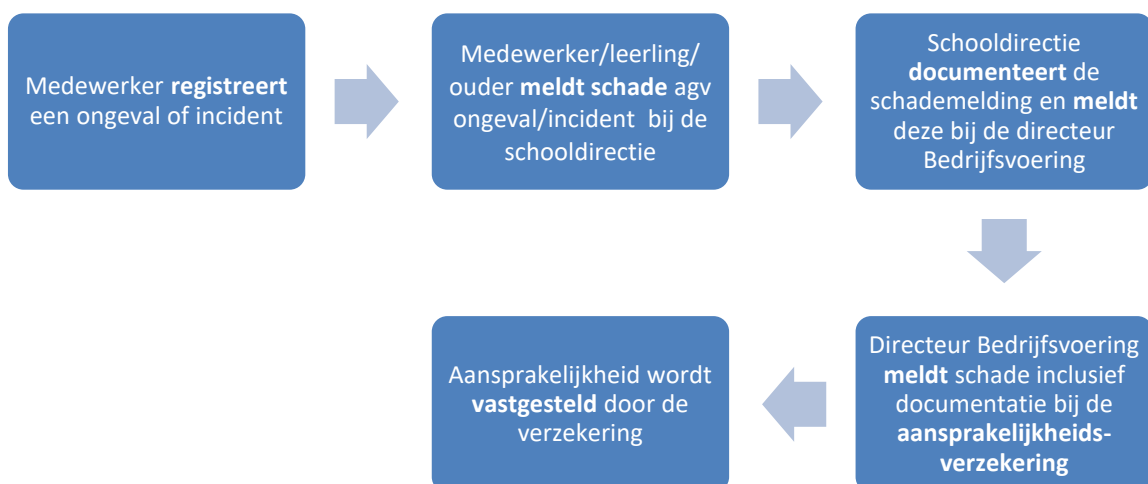 Medewerker registreert
een ongeval of incident
Medewerker/leerling/
ouder meldt schade agv
ongeval/incident bij de
schooldirectie
Schooldirectie
documenteert de
schademelding en meldt
deze bij de directeur
Bedrijfsvoering
Directeur Bedrijfsvoering
meldt schade inclusief
documentatie bij de
aansprakelijkheids-
verzekering
Aansprakelijkheid wordt
vastgesteld door de
verzekering